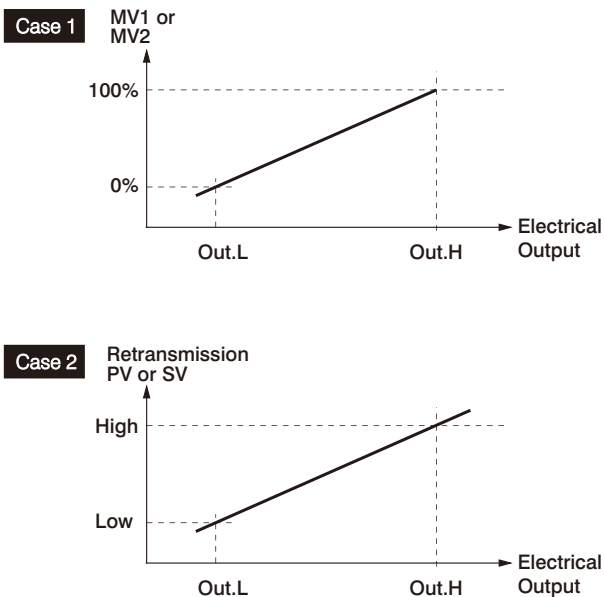 Case 1
MV1 or
MV2
100%
0%
Out.L
Out.H
Electrical
Output
Case 2
Retransmission
PV or SV
High
Low
Out.L
Out.H
Electrical
Output